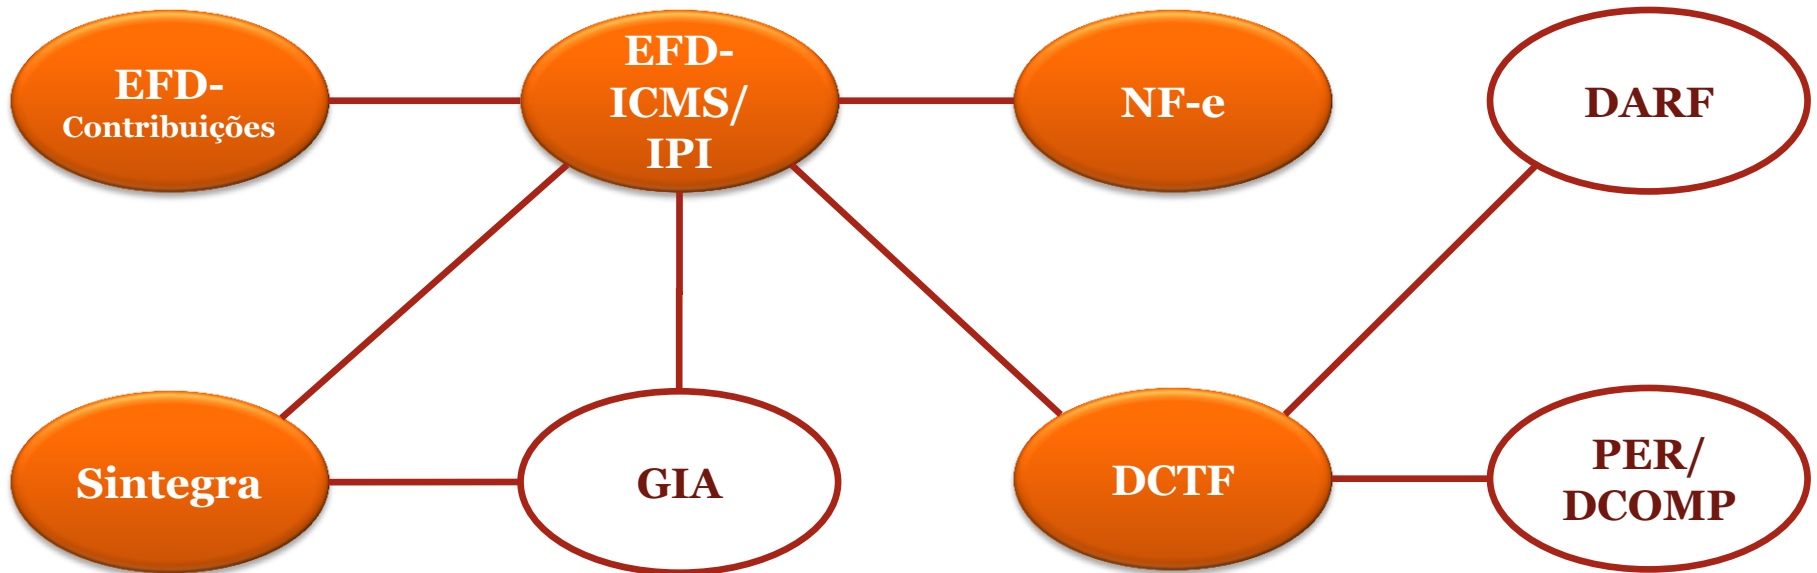 EFD-
Contribuições
EFD-
ICMS/
IPI
NF-e
DARF
Sintegra
GIA
DCTF
PER/
DCOMP